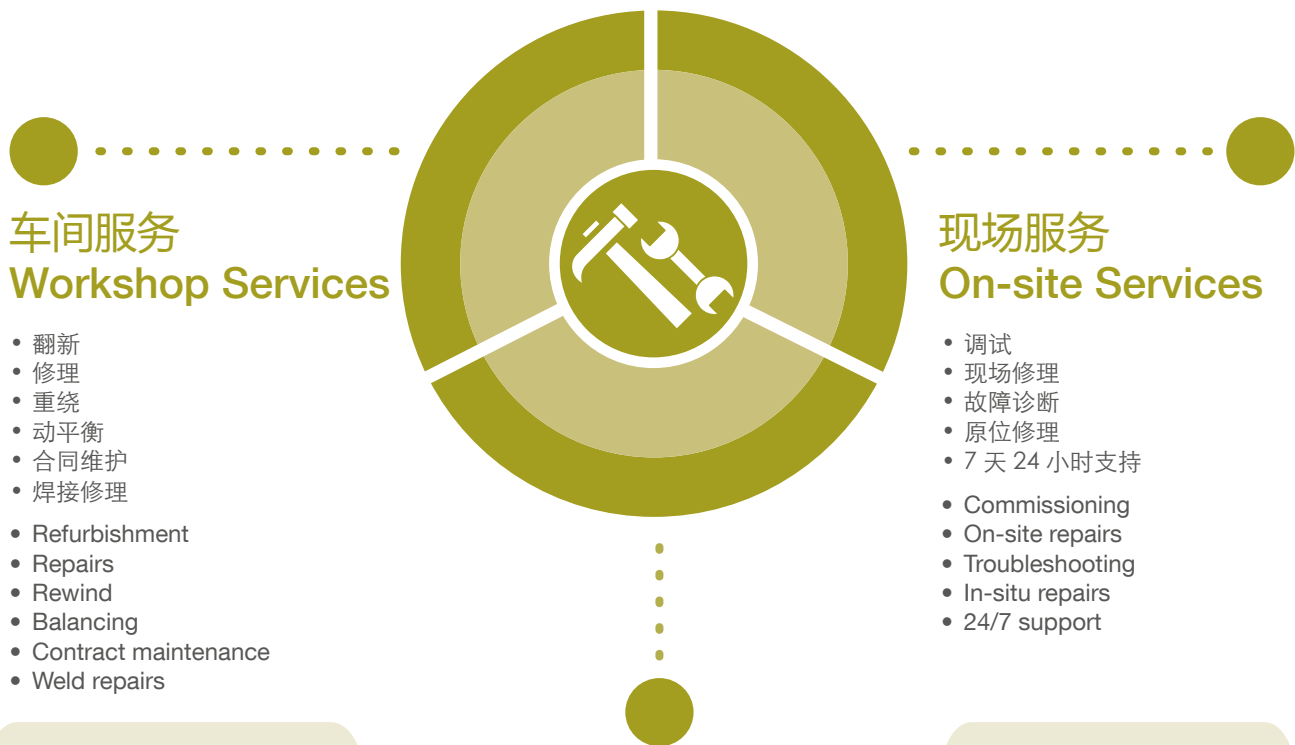 车间服务
Workshop Services
• 翻新
• 修理
• 重绕
• 动平衡
• 合同维护
• 焊接修理
• Refurbishment
• Repairs
• Rewind
• Balancing
• Contract maintenance
• Weld repairs
现场服务
On-site Services
• 调试
• 现场修理
• 故障诊断
• 原位修理
• 7 天 24 小时支持
• Commissioning
• On-site repairs
• Troubleshooting
• In-situ repairs
• 24/7 support